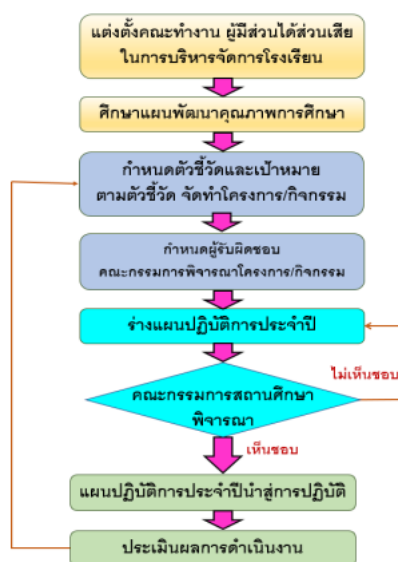 แต่งตั้งคณะทำงาน ผู้มีส่วนได้ส่วนเสีย
ในการบริหารจัดการโรงเรียน
ศึกษาแผนพัฒนาคุณภาพการศึกษา
กำหนดตัวชี้วัดและเป้าหมาย
ตามตัวชี้วัด จัดทำโครงการ/กิจกรรม
กำหนดผู้รับผิดชอบ
คณะกรรมการพิจารณาโครงการ/กิจกรรม
ร่างแผนปฏิบัติการประจำปี
ไม่เห็นชอบ
คณะกรรมการสถานศึกษา
พิจารณา
เห็นชอบ
แผนปฏิบัติการประจำปีนำสู่การปฏิบัติ
ประเมินผลการดำเนินงาน